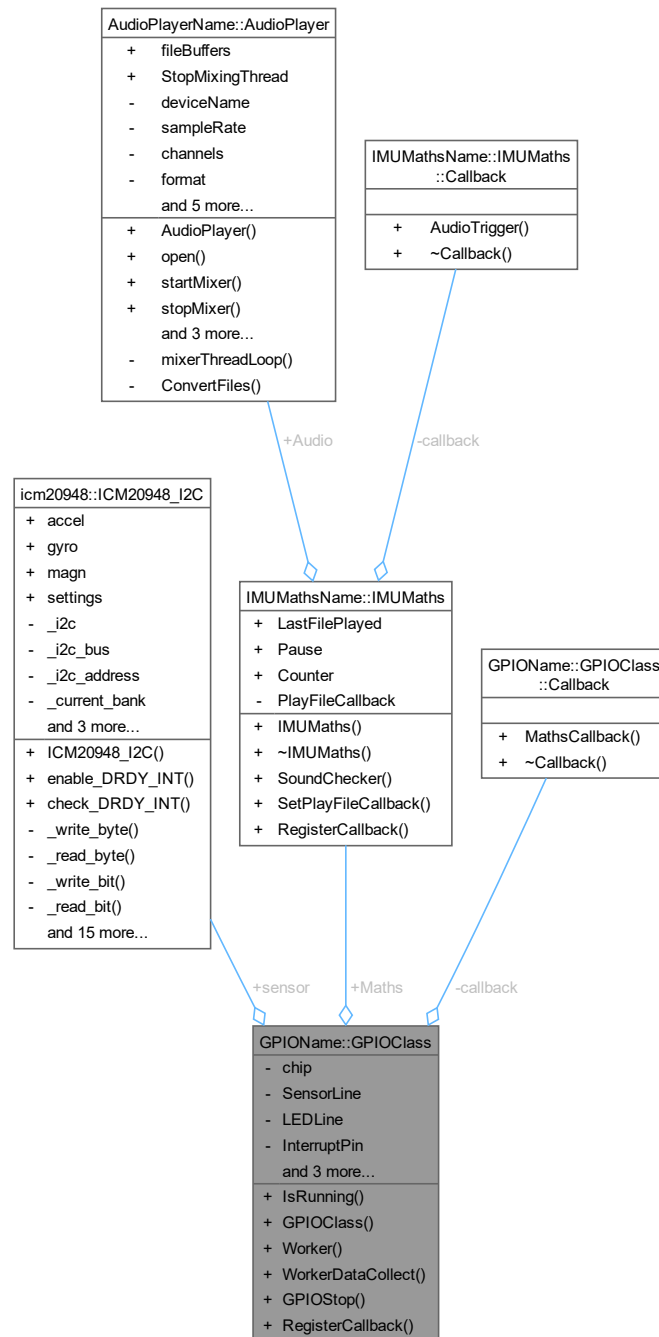 AudioPlayerName::AudioPlayer
+ fileBuffers
+ StopMixingThread
- deviceName
- sampleRate
- channels
- format
and 5 more...
+ AudioPlayer()
+ open()
+ startMixer()
+ stopMixer()
and 3 more...
- mixerThreadLoop()
- ConvertFiles()
IMUMathsName::IMUMaths
::Callback
+ AudioTrigger()
+ ~Callback()
+Audio
-callback
icm20948::ICM20948_I2C
+ accel
+ gyro
+ magn
+ settings
- _i2c
- _i2c_bus
- _i2c_address
- _current_bank
and 3 more...
+ ICM20948_I2C()
+ enable_DRDY_INT()
+ check_DRDY_INT()
- _write_byte()
- _read_byte()
- _write_bit()
- _read_bit()
and 15 more...
IMUMathsName::IMUMaths
+ LastFilePlayed
+ Pause
+ Counter
- PlayFileCallback
+ IMUMaths()
+ ~IMUMaths()
+ SoundChecker()
+ SetPlayFileCallback()
+ RegisterCallback()
GPIOName::GPIOClass
::Callback
+ MathsCallback()
+ ~Callback()
+sensor
+Maths
-callback
GPIOName::GPIOClass
- chip
- SensorLine
- LEDLine
- InterruptPin
and 3 more...
+ IsRunning()
+ GPIOClass()
+ Worker()
+ WorkerDataCollect()
+ GPIOStop()
+ RegisterCallback()